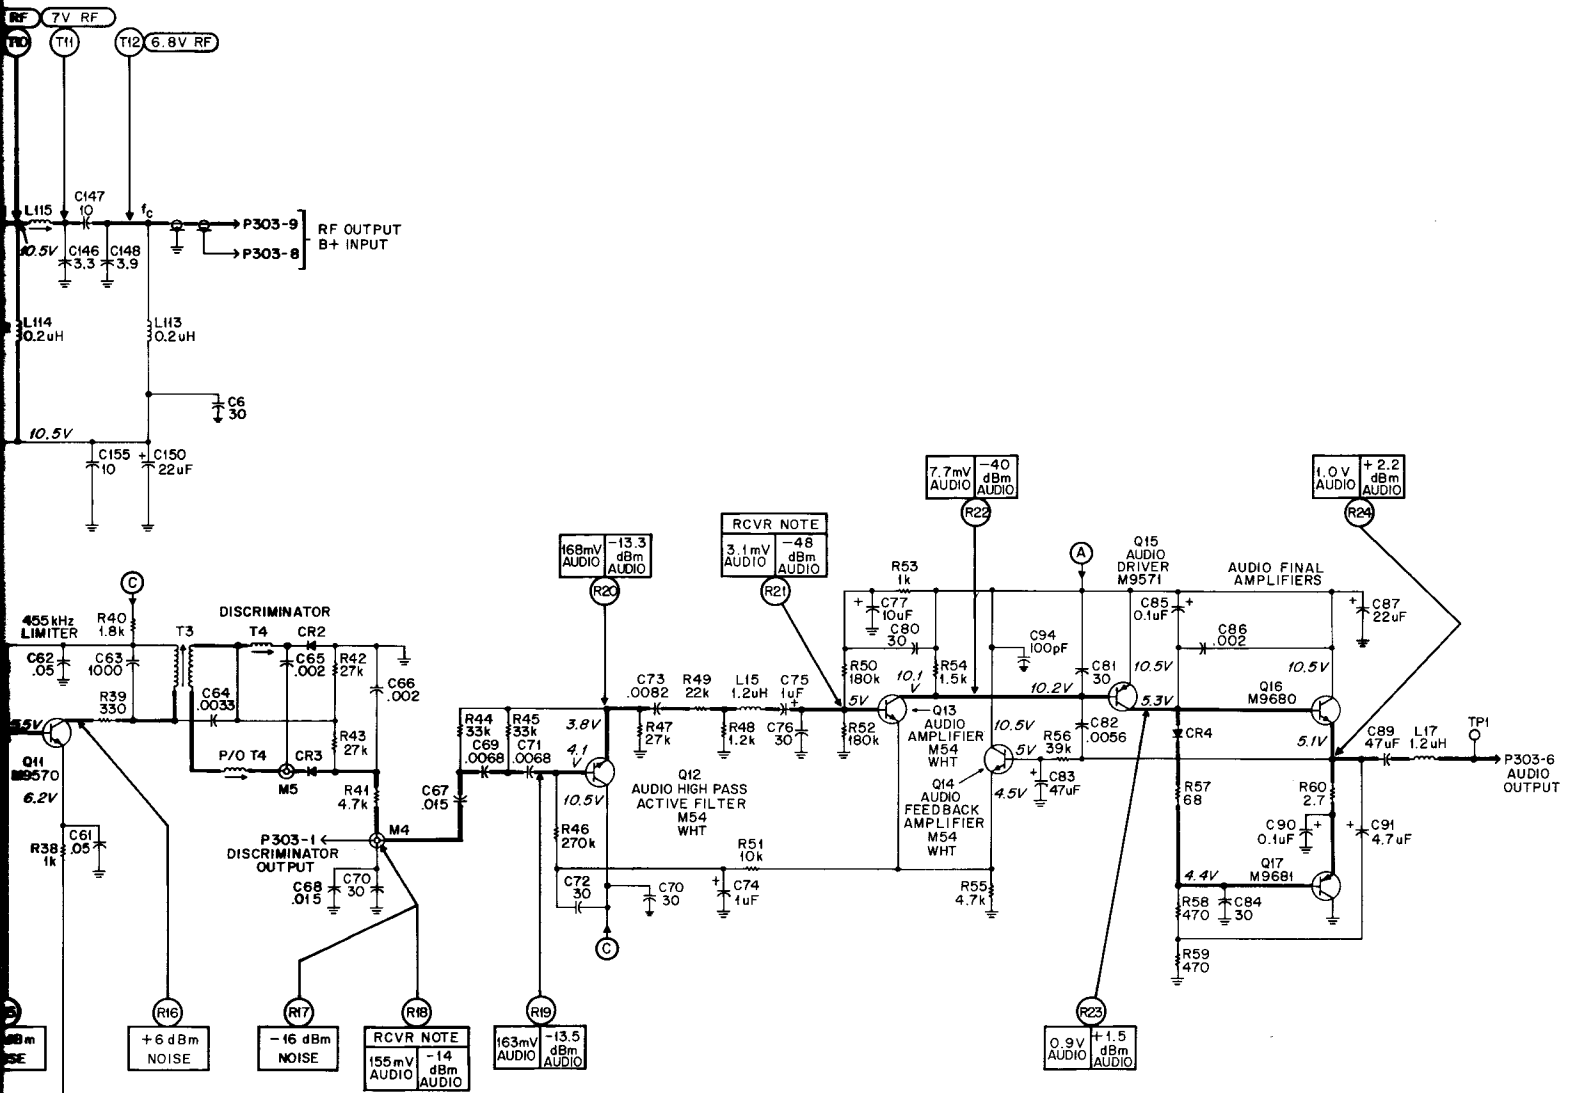 RF
7V RF
T10
T11
T12
6.8V RF
L115
C147
10
fc
10.5V
C146
3.3
C148
3.9
P303-9
P303-8
RF OUTPUT
B+ INPUT
L114
0.2uH
L113
0.2uH
C6
30
10.5V
C155
10
+
C150
22uF
455kHz
LIMITER
C
R40
1.8k
T3
DISCRIMINATOR
T4
CR2
C62
.05
C63
1000
R39
330
C64
.0033
C65
.002
R42
27k
C66
.002
5.5V
Q11
M9570
6.2V
P/O T4
CR3
M5
R43
27k
R41
4.7k
M4
P303-1
DISCRIMINATOR
OUTPUT
R38
1k
C61
.05
C68
.015
C70
30
R16
+6 dBm
NOISE
R17
-16 dBm
NOISE
R18
RCVR NOTE
155mV
AUDIO
-14
dBm
AUDIO
R19
163mV
AUDIO
-13.5
dBm
AUDIO
168mV
AUDIO
-13.3
dBm
AUDIO
R20
R44
33k
R45
33k
C69
.0068
C71
.0068
C67
.015
3.8V
4.1
V
10.5V
Q12
AUDIO HIGH PASS
ACTIVE FILTER
M54
WHT
R46
270k
C72
30
C70
30
C
C73
.0082
R49
22k
L15
1.2uH
C75
1uF
+
R47
27k
R48
1.2k
C76
30
R51
10k
+
C74
1uF
RCVR NOTE
3.1mV
AUDIO
-48
dBm
AUDIO
R21
7.7mV
AUDIO
-40
dBm
AUDIO
R22
R53
1k
+
C77
10uF
C80
30
R50
180k
R52
180k
5V
10.1
V
R54
1.5k
C94
100pF
10.2V
Q13
AUDIO
AMPLIFIER
M54
WHT
10.5V
5V
4.5V
Q14
AUDIO
FEEDBACK
AMPLIFIER
M54
WHT
R55
4.7k
R56
39k
+
C83
47uF
A
C81
30
C82
.0056
Q15
AUDIO
DRIVER
M9571
10.5V
5.3V
C85
0.1uF
+
C86
.002
AUDIO FINAL
AMPLIFIERS
1.0V
AUDIO
+2.2
dBm
AUDIO
R24
+
C87
22uF
10.5V
Q16
M9680
5.1V
CR4
R57
68
R60
2.7
C90
0.1uF
+
+
C91
4.7uF
C89
47uF
L17
1.2uH
TP1
P303-6
AUDIO
OUTPUT
Q17
M9681
4.4V
R58
470
C84
30
R59
470
R23
0.9V
AUDIO
+1.5
dBm
AUDIO